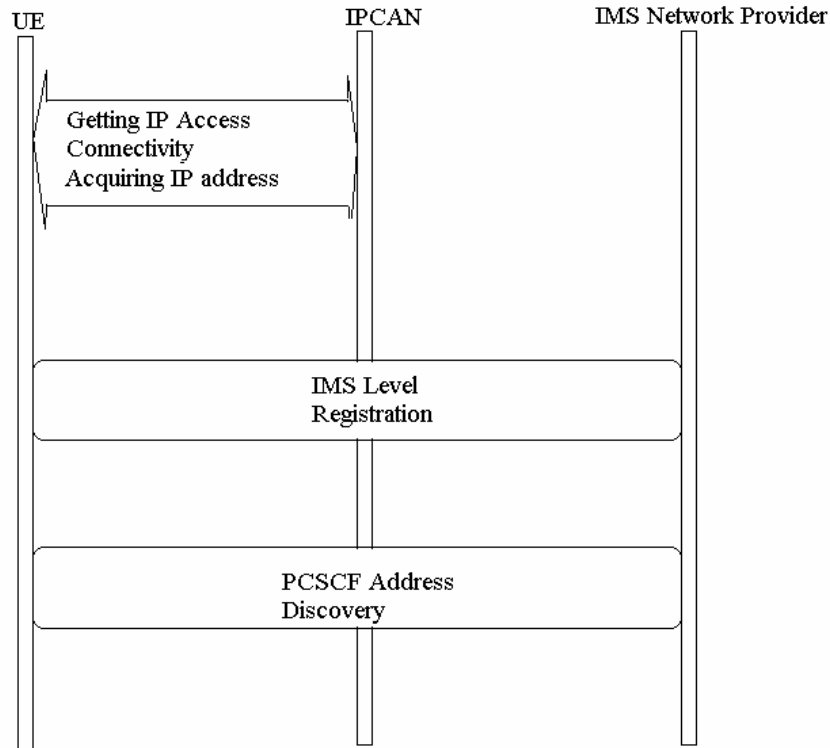 UE
IPCAN
IMS Network Provider
Getting IP Access
Connectivity
Acquiring IP address
IMS Level
Registration
PCSCF Address
Discovery